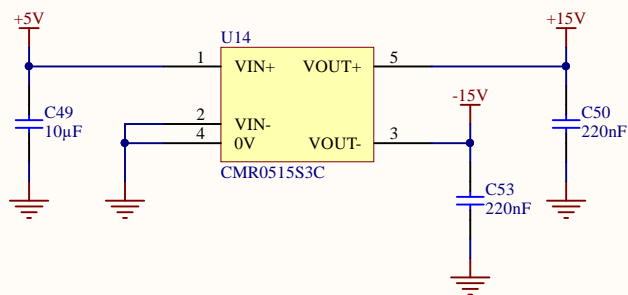 +5V
+15V
U14
1
VIN+
VOUT+
5
-15V
C49
10µF
2
VIN-
4
0V
VOUT-
3
C50
220nF
CMR0515S3C
C53
220nF